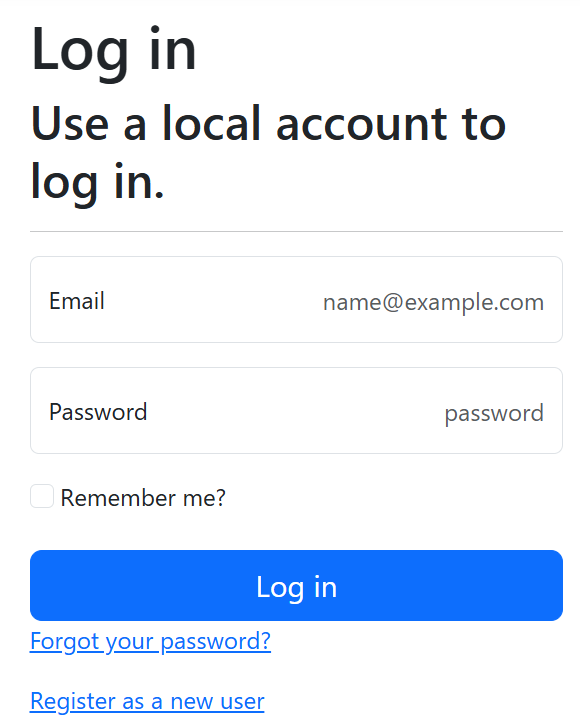 Log in
Use a local account to
log in.
Email name@example.com
Password password
Remember me?
Log in
Forgot your password?
Register as a new user